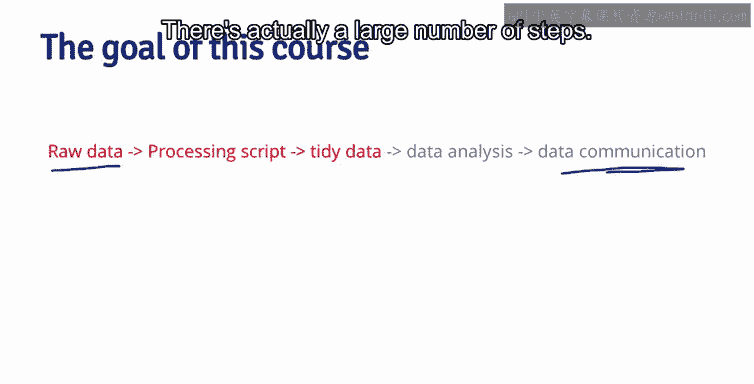 There's actually a large number of steps.
The goal of this course
Raw data -> Processing script -> tidy data -> data analysis -> data communication